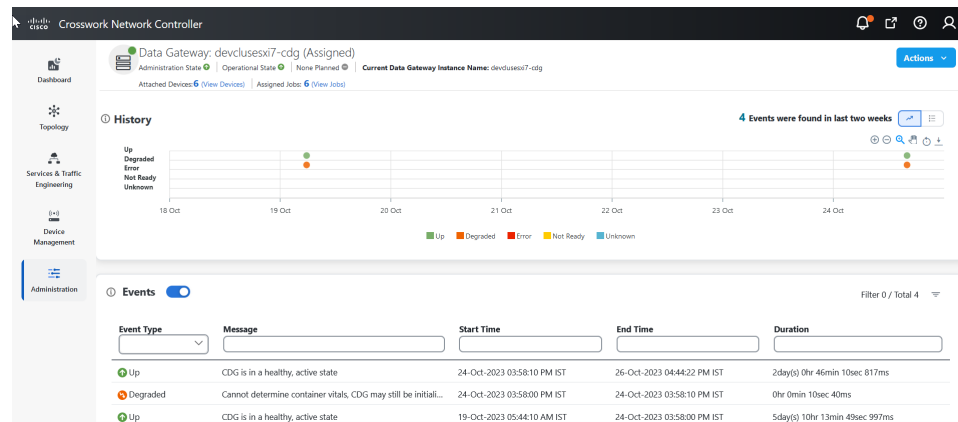 cisco Crosswork Network Controller
Dashboard
Topology
Services & Traffic
Engineering
Device
Management
Administration
Data Gateway: devclusesxi7-cdg (Assigned)
Administration State Operational State None Planned Current Data Gateway Instance Name: devclusesxi7-cdg
Attached Devices: 6 (View Devices) Assigned Jobs: 6 (View Jobs)
Actions
History
4 Events were found in last two weeks
Up
Degraded
Error
Not Ready
Unknown
18 Oct 19 Oct 20 Oct 21 Oct 22 Oct 23 Oct 24 Oct
Up Degraded Error Not Ready Unknown
Events
Filter 0 / Total 4
Event Type Message Start Time End Time Duration
Up CDG is in a healthy, active state 24-Oct-2023 03:58:10 PM IST 26-Oct-2023 04:44:22 PM IST 2day(s) 0hr 46min 10sec 817ms
Degraded Cannot determine container vitals, CDG may still be initiali... 24-Oct-2023 03:58:00 PM IST 24-Oct-2023 03:58:10 PM IST 0hr 0min 10sec 40ms
Up CDG is in a healthy, active state 19-Oct-2023 05:44:10 AM IST 24-Oct-2023 03:58:00 PM IST 5day(s) 10hr 13min 49sec 997ms